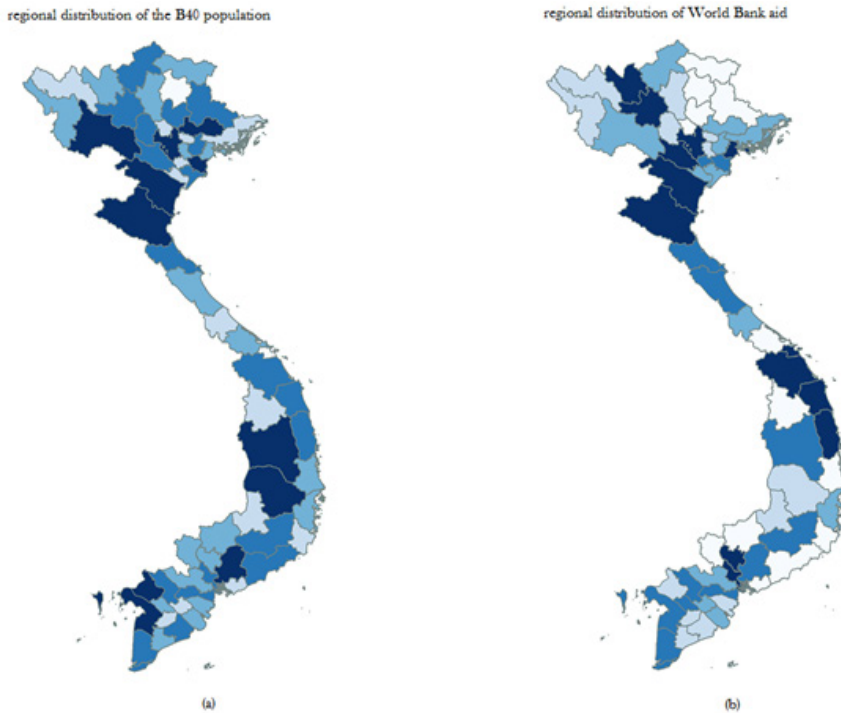 regional distribution of the B40 population
regional distribution of World Bank aid
(a)
(b)